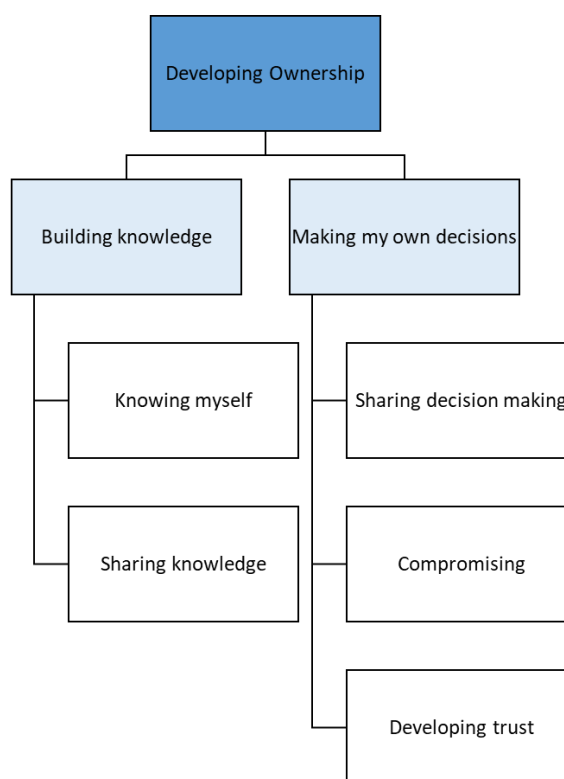 Developing Ownership
Building knowledge
Making my own decisions
Knowing myself
Sharing decision making
Sharing knowledge
Compromising
Developing trust